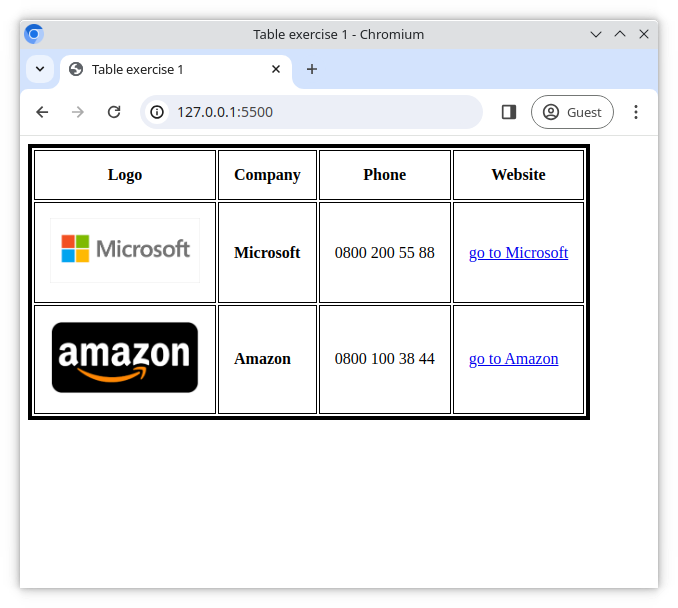 Table exercise 1 - Chromium
Table exercise 1
127.0.0.1:5500
Guest
Logo Company Phone Website
Microsoft Microsoft 0800 200 55 88 go to Microsoft
amazon Amazon 0800 100 38 44 go to Amazon